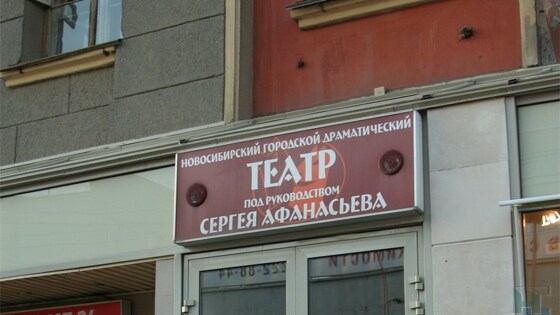 НОВОСИБИРСКИЙ ГОРОДСКОЙ ДРАМАТИЧЕСКИЙ
ТЕАТР
ПОД РУКОВОДСТВОМ
СЕРГЕЯ АФАНАСЬЕВА